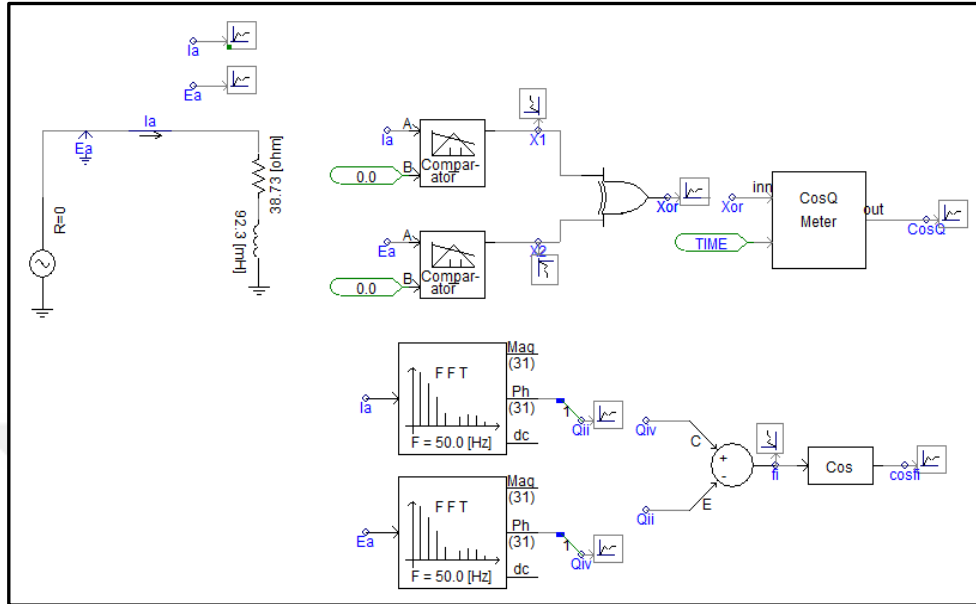 Ia
Ea
Ia
Ea
R=0
38.73 [ohm]
92.3 [mH]
Ia
A
B
0.0
Compar-
ator
X1
Ea
A
B
0.0
Compar-
ator
X2
Xor
Xor
inn
TIME
CosQ
Meter
out
CosQ
Ia
FFT
F = 50.0 [Hz]
Mag
(31)
Ph
(31)
dc
1
Qii
Ea
FFT
F = 50.0 [Hz]
Mag
(31)
Ph
(31)
dc
1
Qiv
Qiv
C
+
-
Qii
E
fi
Cos
cosfi